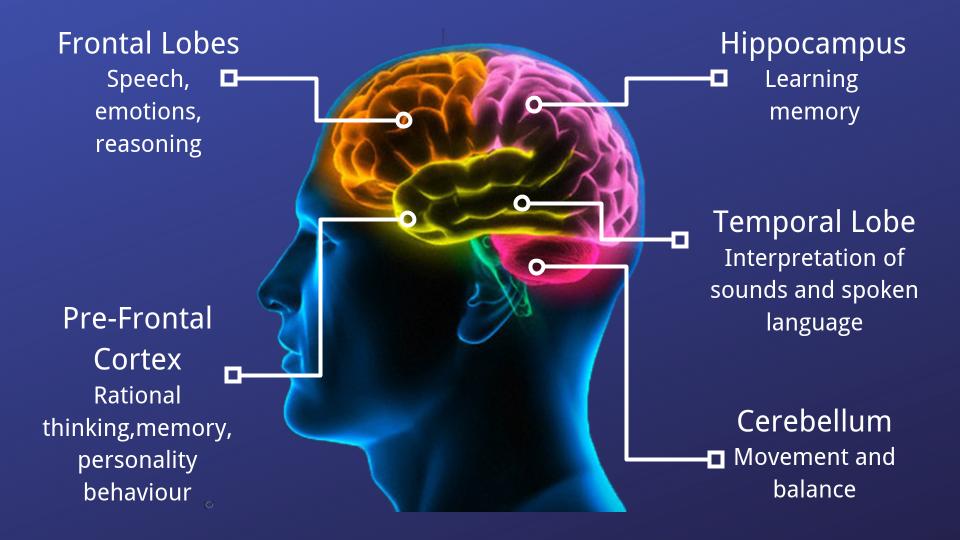 Frontal Lobes
Speech,
emotions,
reasoning
Pre-Frontal
Cortex
Rational
thinking,memory,
personality
behaviour
Hippocampus
Learning
memory
Temporal Lobe
Interpretation of
sounds and spoken
language
Cerebellum
Movement and
balance